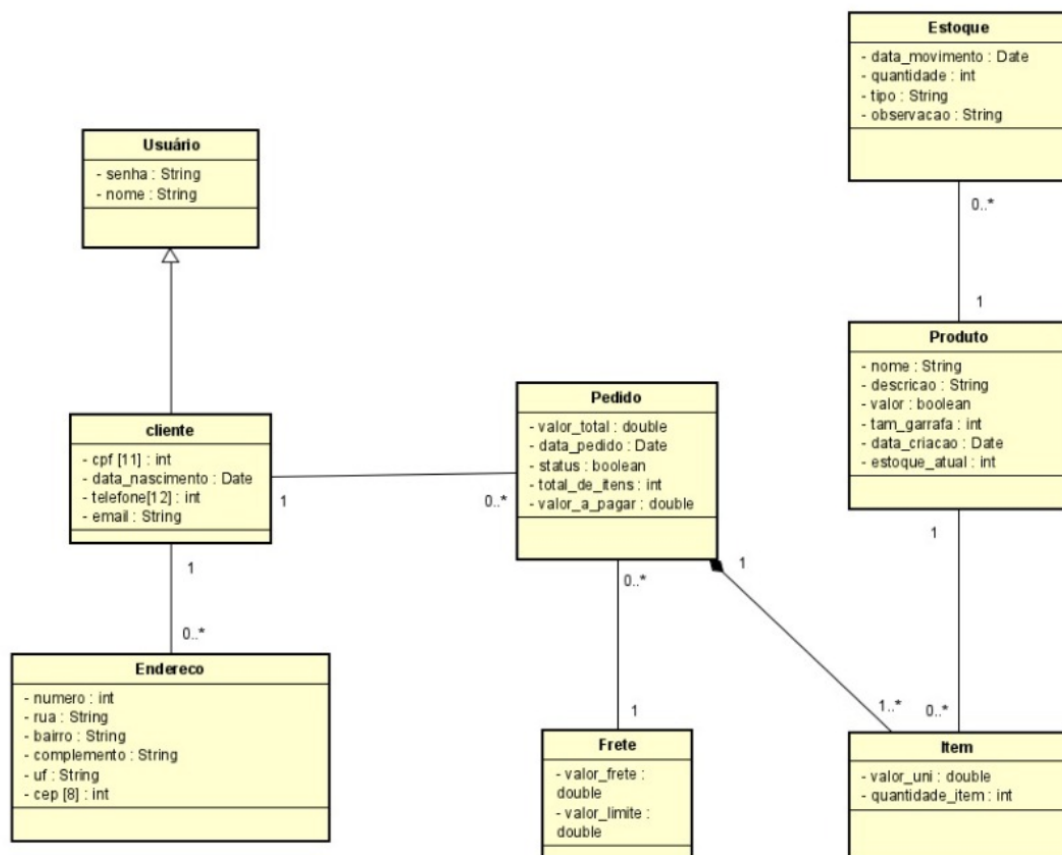 Estoque
- data_movimento : Date
- quantidade : int
- tipo : String
- observacao : String
0..*
1
Usuário
- senha : String
- nome : String
Produto
- nome : String
- descricao : String
- valor : boolean
- tam_garrafa : int
- data_criacao : Date
- estoque_atual : int
1
0..*
cliente
- cpf [11] : int
- data_nascimento : Date
- telefone[12] : int
- email : String
1
0..*
Pedido
- valor_total : double
- data_pedido : Date
- status : boolean
- total_de_itens : int
- valor_a_pagar : double
1
0..*
0..*
1
1
1..*
Endereco
- numero : int
- rua : String
- bairro : String
- complemento : String
- uf : String
- cep [8] : int
Frete
- valor_frete :
double
- valor_limite :
double
Item
- valor_uni : double
- quantidade_item : int